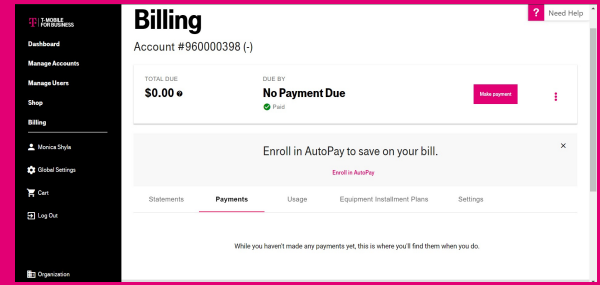 T-MOBILE
FOR BUSINESS
Dashboard
Manage Accounts
Manage Users
Shop
Billing
Monica Shyla
Global Settings
Cart
Log Out
Organization
? Need Help
Billing
Account #960000398 (-)
TOTAL DUE
$0.00 ?
DUE BY
No Payment Due
Paid
Make payment
Enroll in AutoPay to save on your bill.
Enroll in AutoPay
Statements Payments Usage Equipment Installment Plans Settings
While you haven't made any payments yet, this is where you'll find them when you do.